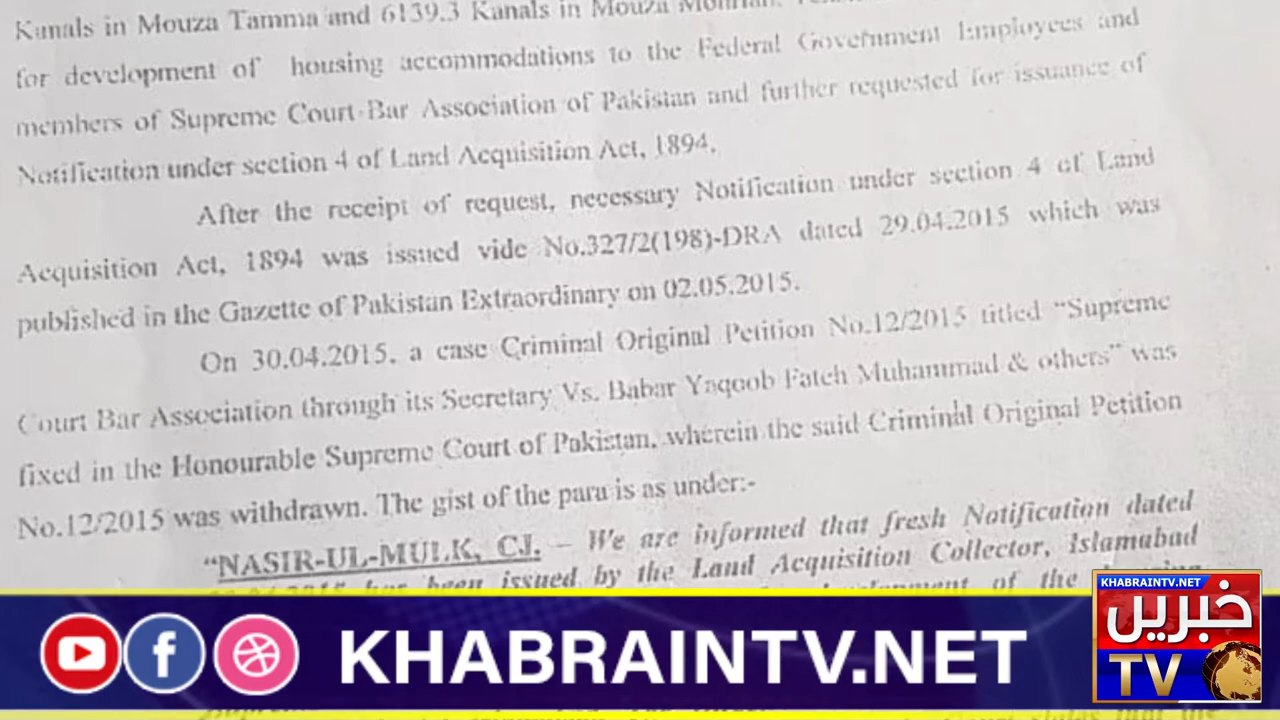 Kanals in Mouza Tamma and 6139.3 Kanals in Mouza
for development of housing accommodations to the Federal Government Employees and
members of Supreme Court Bar Association of Pakistan and further requested for issuance of
Notification under section 4 of Land Acquisition Act, 1894.
After the receipt of request, necessary Notification under section 4 of Land
Acquisition Act, 1894 was issued vide No.327/2(198)-DRA dated 29.04.2015 which was
published in the Gazette of Pakistan Extraordinary on 02.05.2015.
On 30.04.2015, a case Criminal Original Petition No.12/2015 titled “Supreme
Court Bar Association through its Secretary Vs. Babar Yaqoob Fateh Muhammad & others” was
fixed in the Honourable Supreme Court of Pakistan, wherein the said Criminal Original Petition
No.12/2015 was withdrawn. The gist of the para is as under:-
“NASIR-UL-MULK, CJ. – We are informed that fresh Notification dated
has been issued by the Land Acquisition Collector, Islamabad
of the
KHABRAINTV.NET
KHABRAINTV.NET
خبریں
TV